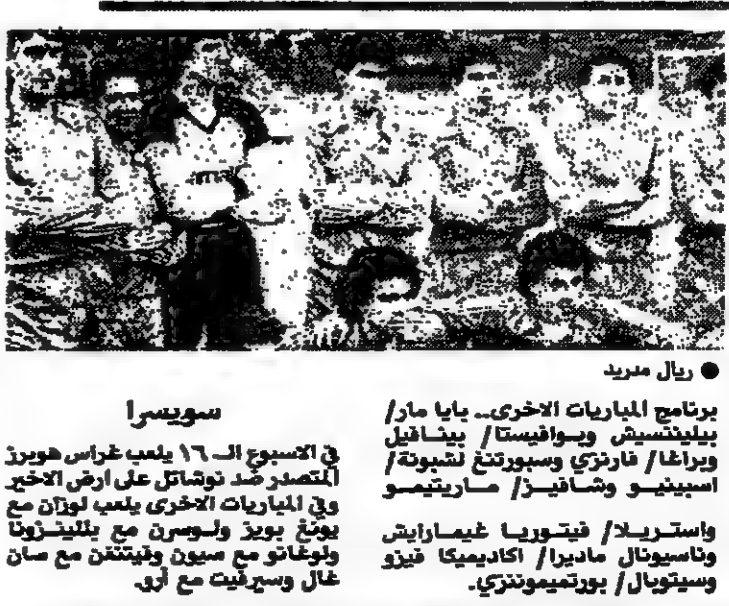 ● ريال مدريد
برنامج المباريات الاخرى.. بايا مار/
بيليننسيش وبوافيستا/ بينافيل
وبراغا/ فارنزي وسبورتنغ لشبونة/
اسبينيو وشافيز/ ماريتيمو
واستريلا/ فيتوريا غيمارايش
وناسيونال ماديرا/ اكاديميكا فيزو
وسيتوبال/ بورتيمونتزي.
سويسرا
في الاسبوع الـ ١٦ يلعب غراس هوبرز
المتصدر ضد نوشاتل على ارض الاخير
وفي المباريات الاخرى يلعب لوزان مع
يونغ بويز ولوسرن مع بللينزونا
ولوغانو مع سيون وفيتنغن مع سان
غال وسيرفيت مع أرو.